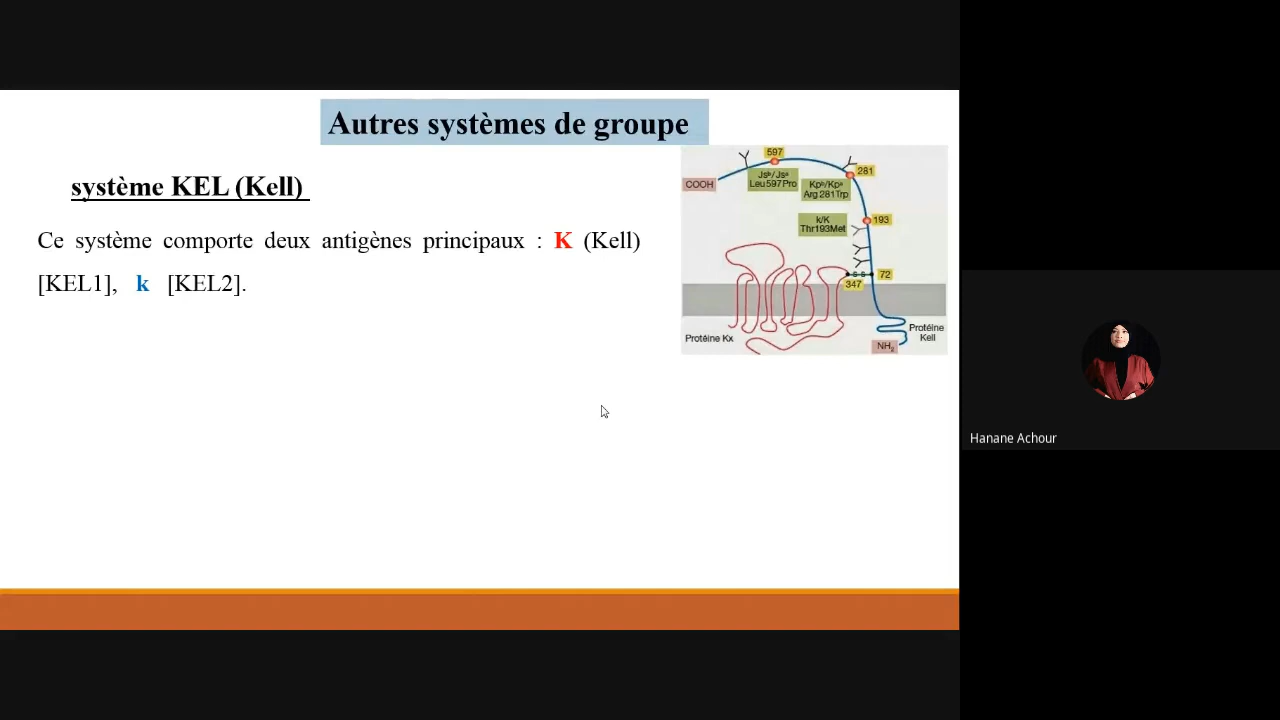 Autres systèmes de groupe
système KEL (Kell)
Ce système comporte deux antigènes principaux : K (Kell)
[KEL1], k [KEL2].
597
COOH
Jsᵇ/Jsᵃ
Leu597Pro
Kpᵇ/Kpᵃ
Arg281Trp
281
k/K
Thr193Met
193
S S
72
347
Protéine Kx
Protéine
Kell
NH₂
Hanane Achour